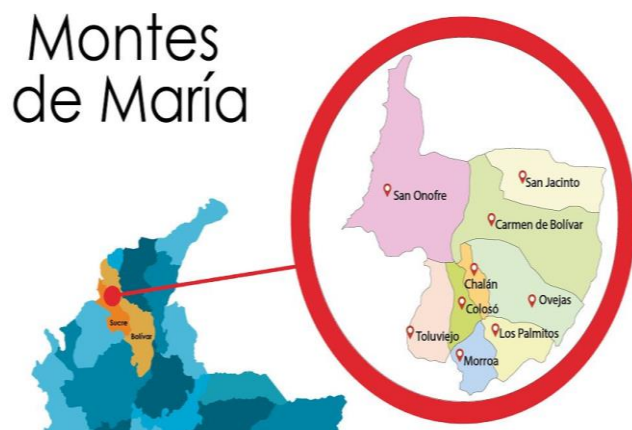 Montes
de María
San Jacinto
San Onofre
Carmen de Bolívar
Chalán
Ovejas
Colosó
Toluviejo
Los Palmitos
Morroa
Sucre
Bolívar